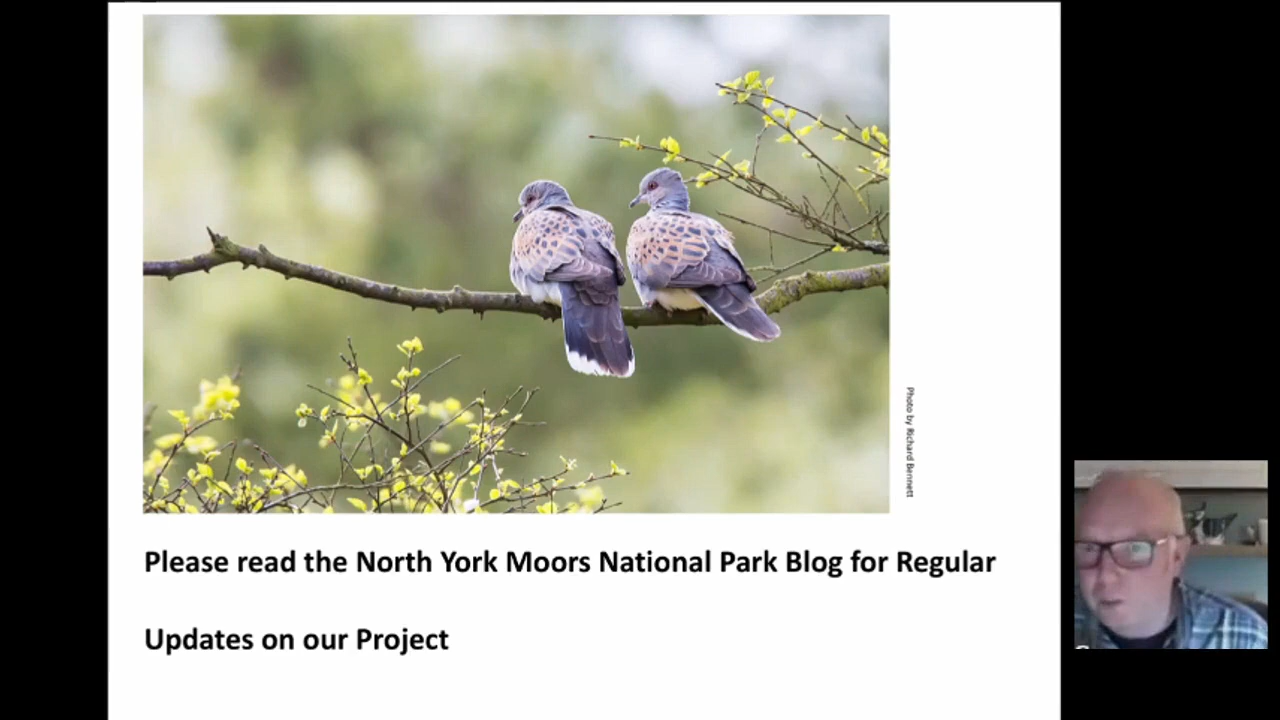 Photo by Richard Bennett
Please read the North York Moors National Park Blog for Regular
Updates on our Project